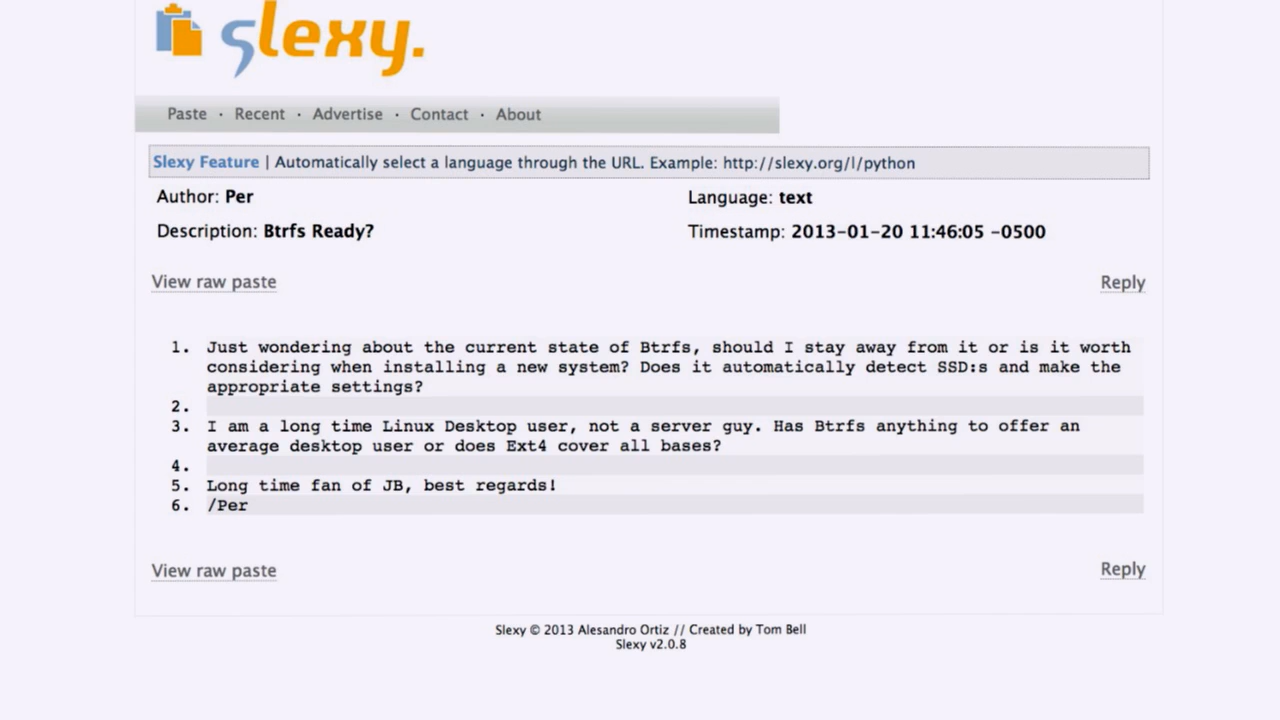 slexy.
Paste · Recent · Advertise · Contact · About
Slexy Feature | Automatically select a language through the URL. Example: http://slexy.org/l/python
Author: Per
Language: text
Description: Btrfs Ready?
Timestamp: 2013-01-20 11:46:05 -0500
View raw paste
Reply
1. Just wondering about the current state of Btrfs, should I stay away from it or is it worth
considering when installing a new system? Does it automatically detect SSD:s and make the
appropriate settings?
2.
3. I am a long time Linux Desktop user, not a server guy. Has Btrfs anything to offer an
average desktop user or does Ext4 cover all bases?
4.
5. Long time fan of JB, best regards!
6. /Per
View raw paste
Reply
Slexy © 2013 Alesandro Ortiz // Created by Tom Bell
Slexy v2.0.8